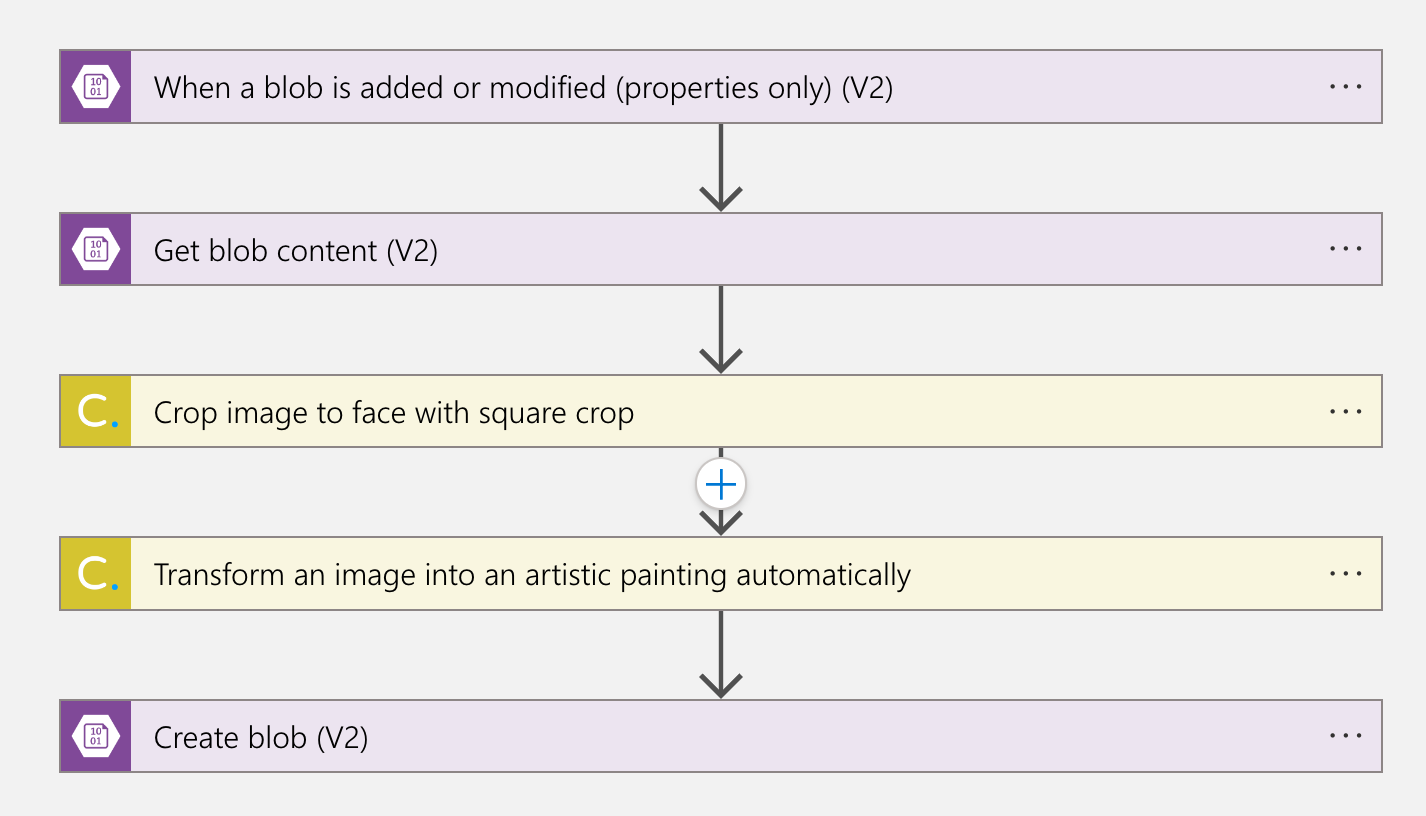 10
01
When a blob is added or modified (properties only) (V2)
10
01
Get blob content (V2)
C.
Crop image to face with square crop
C.
Transform an image into an artistic painting automatically
10
01
Create blob (V2)